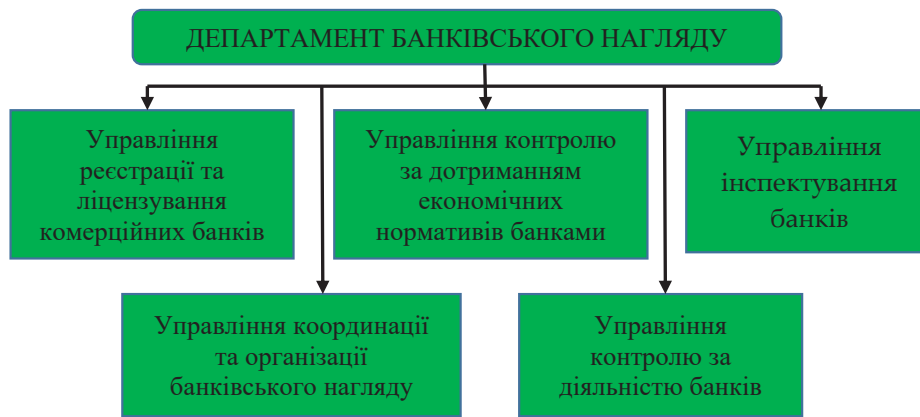 ДЕПАРТАМЕНТ БАНКІВСЬКОГО НАГЛЯДУ
Управління
реєстрації та
ліцензування
комерційних банків
Управління контролю
за дотриманням
економічних
нормативів банками
Управління
інспектування
банків
Управління координації
та організації
банківського нагляду
Управління
контролю за
діяльністю банків